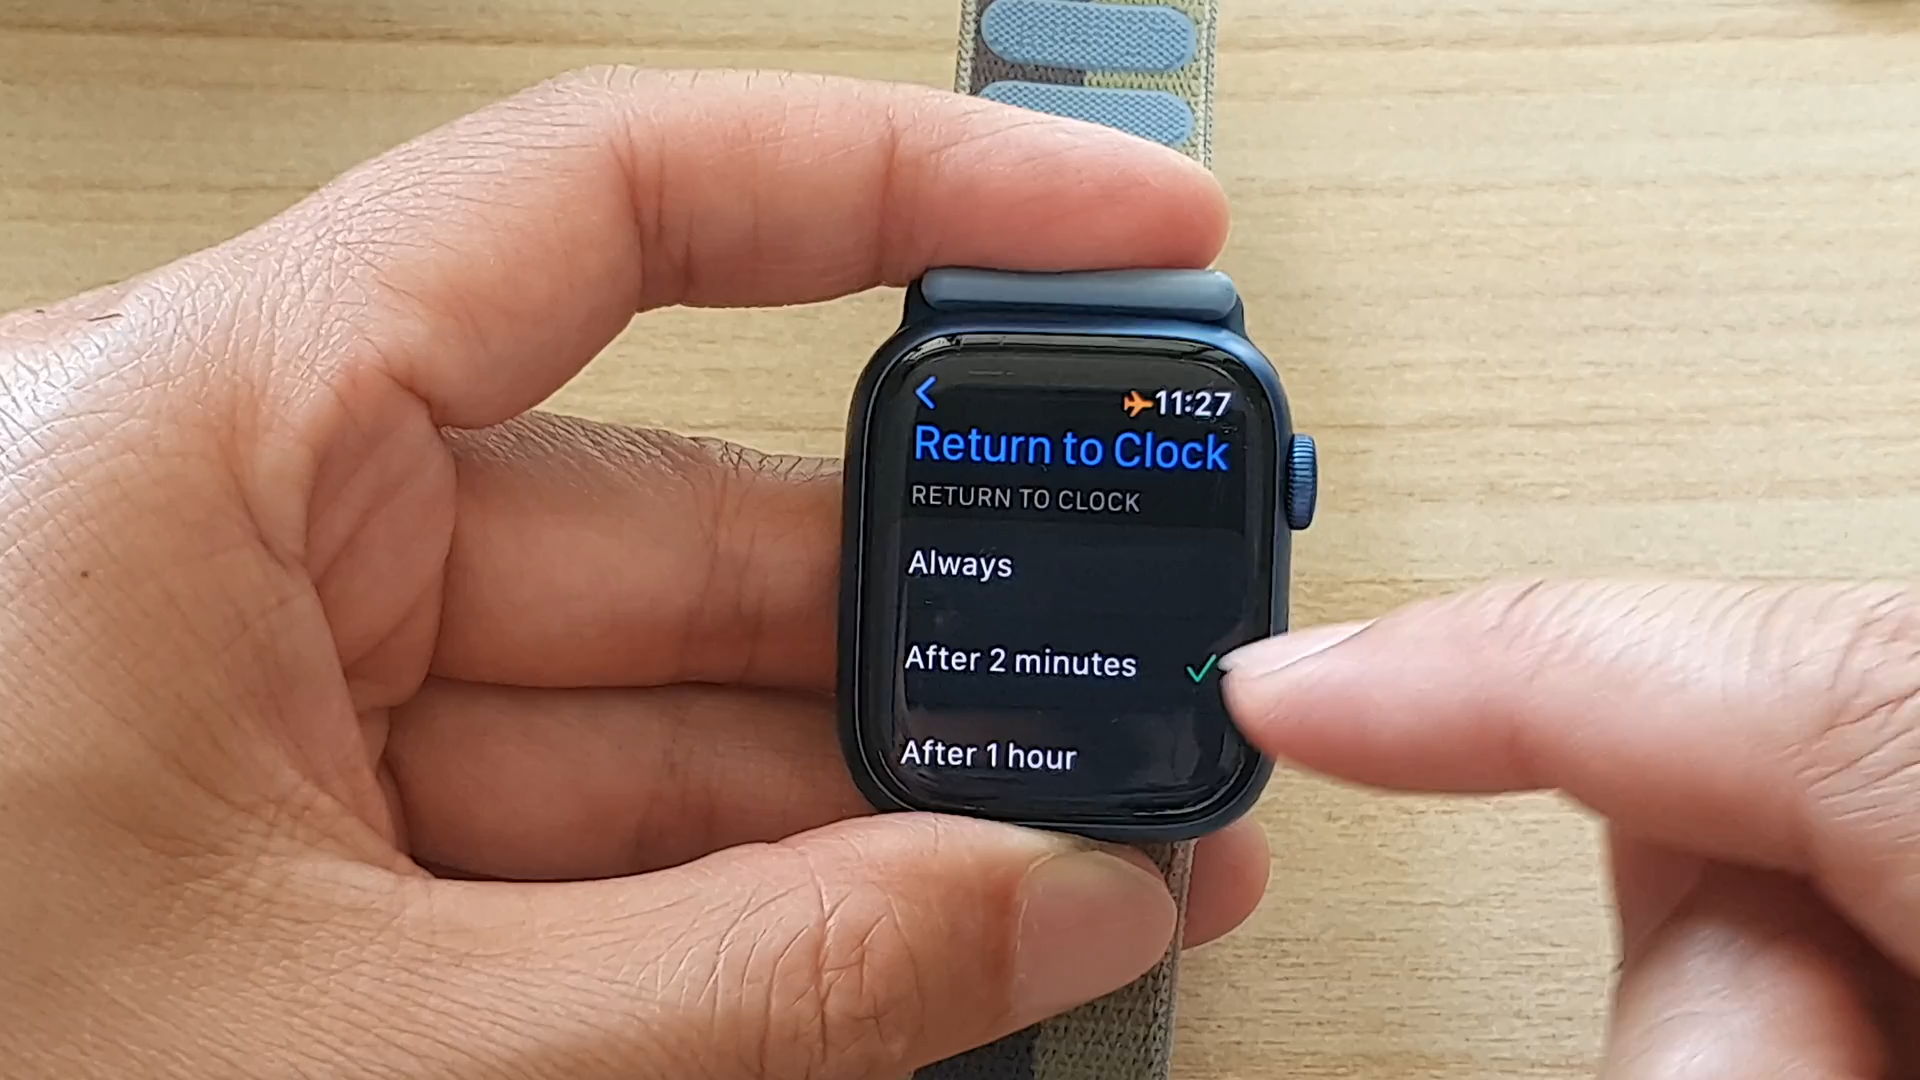 11:27
Return to Clock
RETURN TO CLOCK
Always
After 2 minutes
After 1 hour